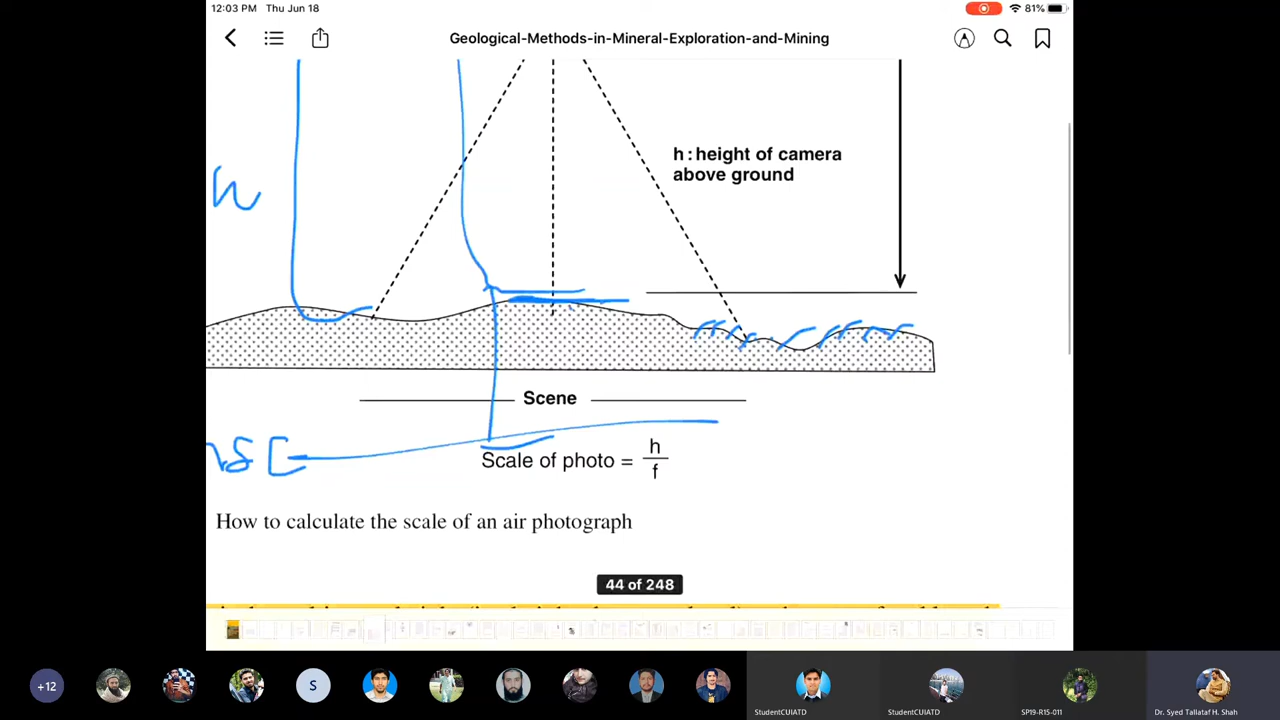 12:03 PM Thu Jun 18
81%
Geological-Methods-in-Mineral-Exploration-and-Mining
h : height of camera
above ground
h
Scene
Scale of photo = h/f
How to calculate the scale of an air photograph
44 of 248
+12
S
StudentCUIATD
StudentCUIATD
SP19-R15-011
Dr. Syed Tallataf H. Shah